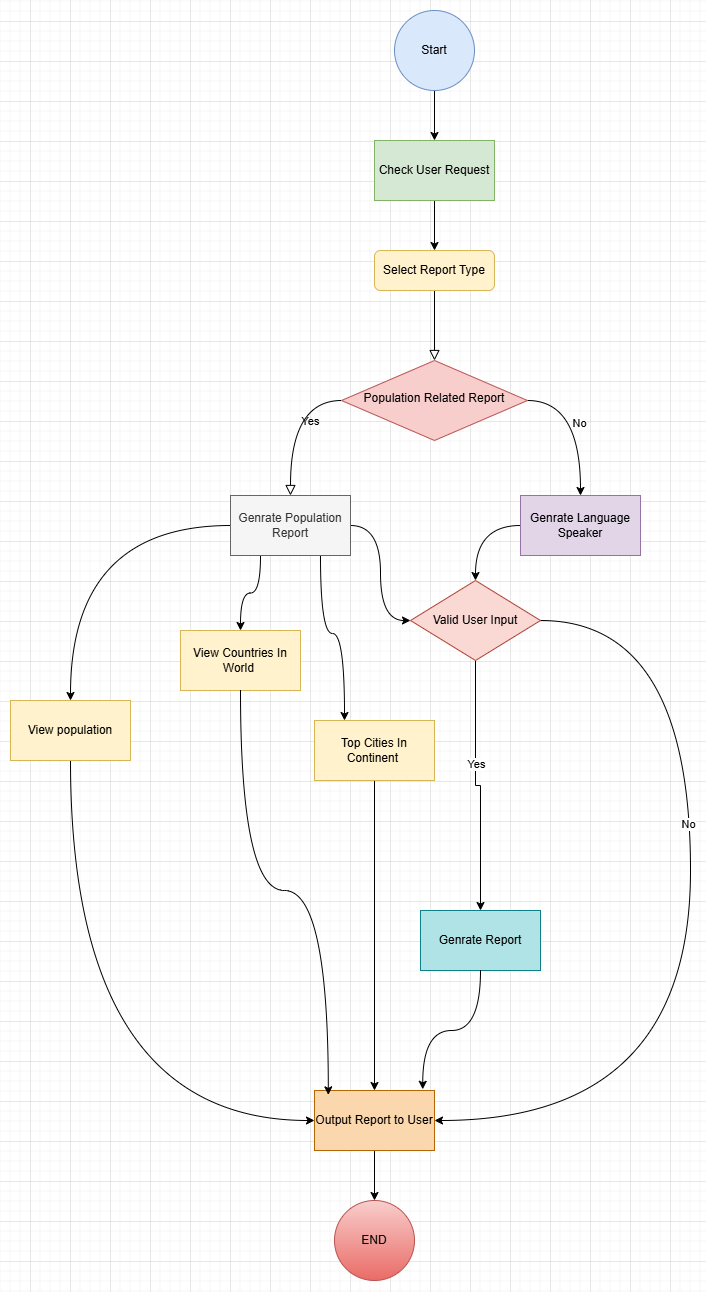 Start
Check User Request
Select Report Type
Population Related Report
Yes
No
Genrate Population
Report
Genrate Language
Speaker
Valid User Input
View Countries In
World
View population
Top Cities In
Continent
Yes
No
Genrate Report
Output Report to User
END